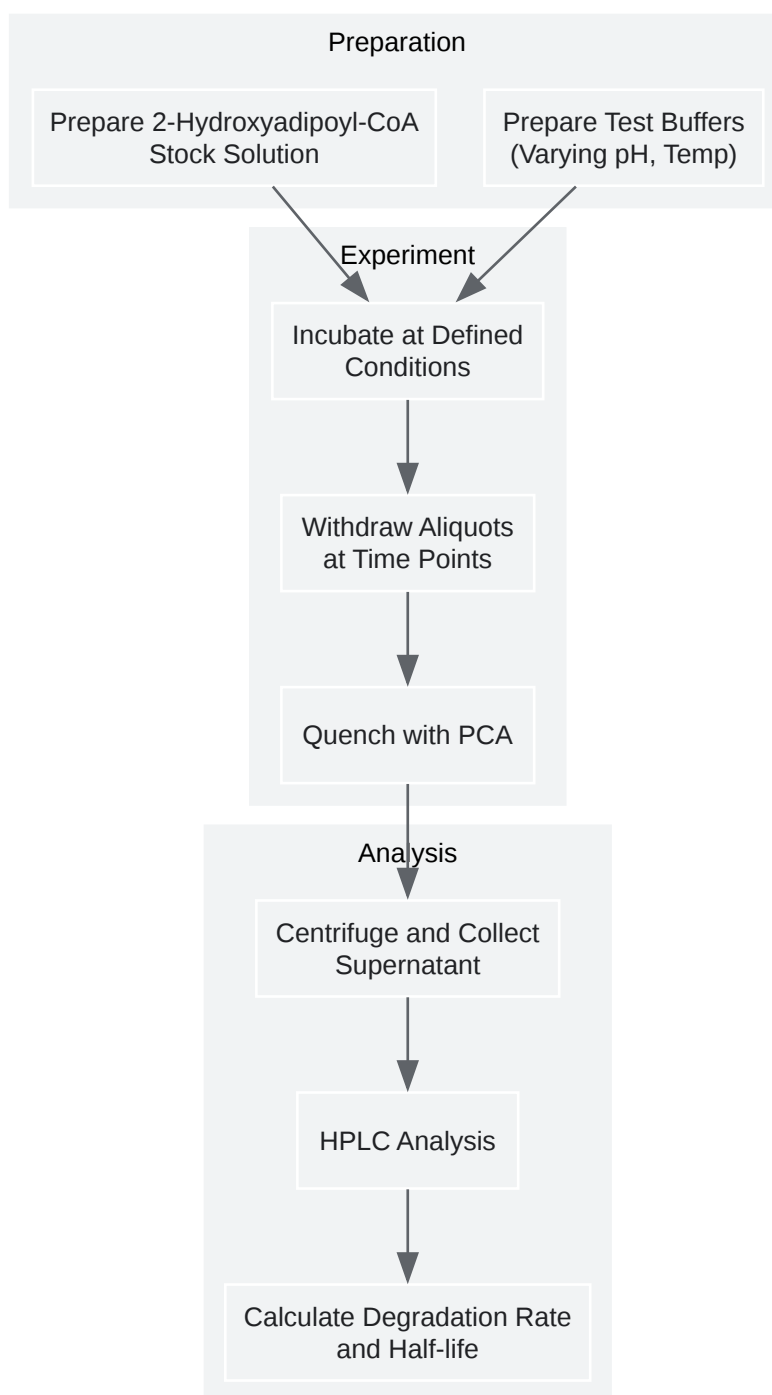 Preparation
Prepare 2-Hydroxyadipoyl-CoA
Stock Solution
Prepare Test Buffers
(Varying pH, Temp)
Experiment
Incubate at Defined
Conditions
Withdraw Aliquots
at Time Points
Quench with PCA
Analysis
Centrifuge and Collect
Supernatant
HPLC Analysis
Calculate Degradation Rate
and Half-life